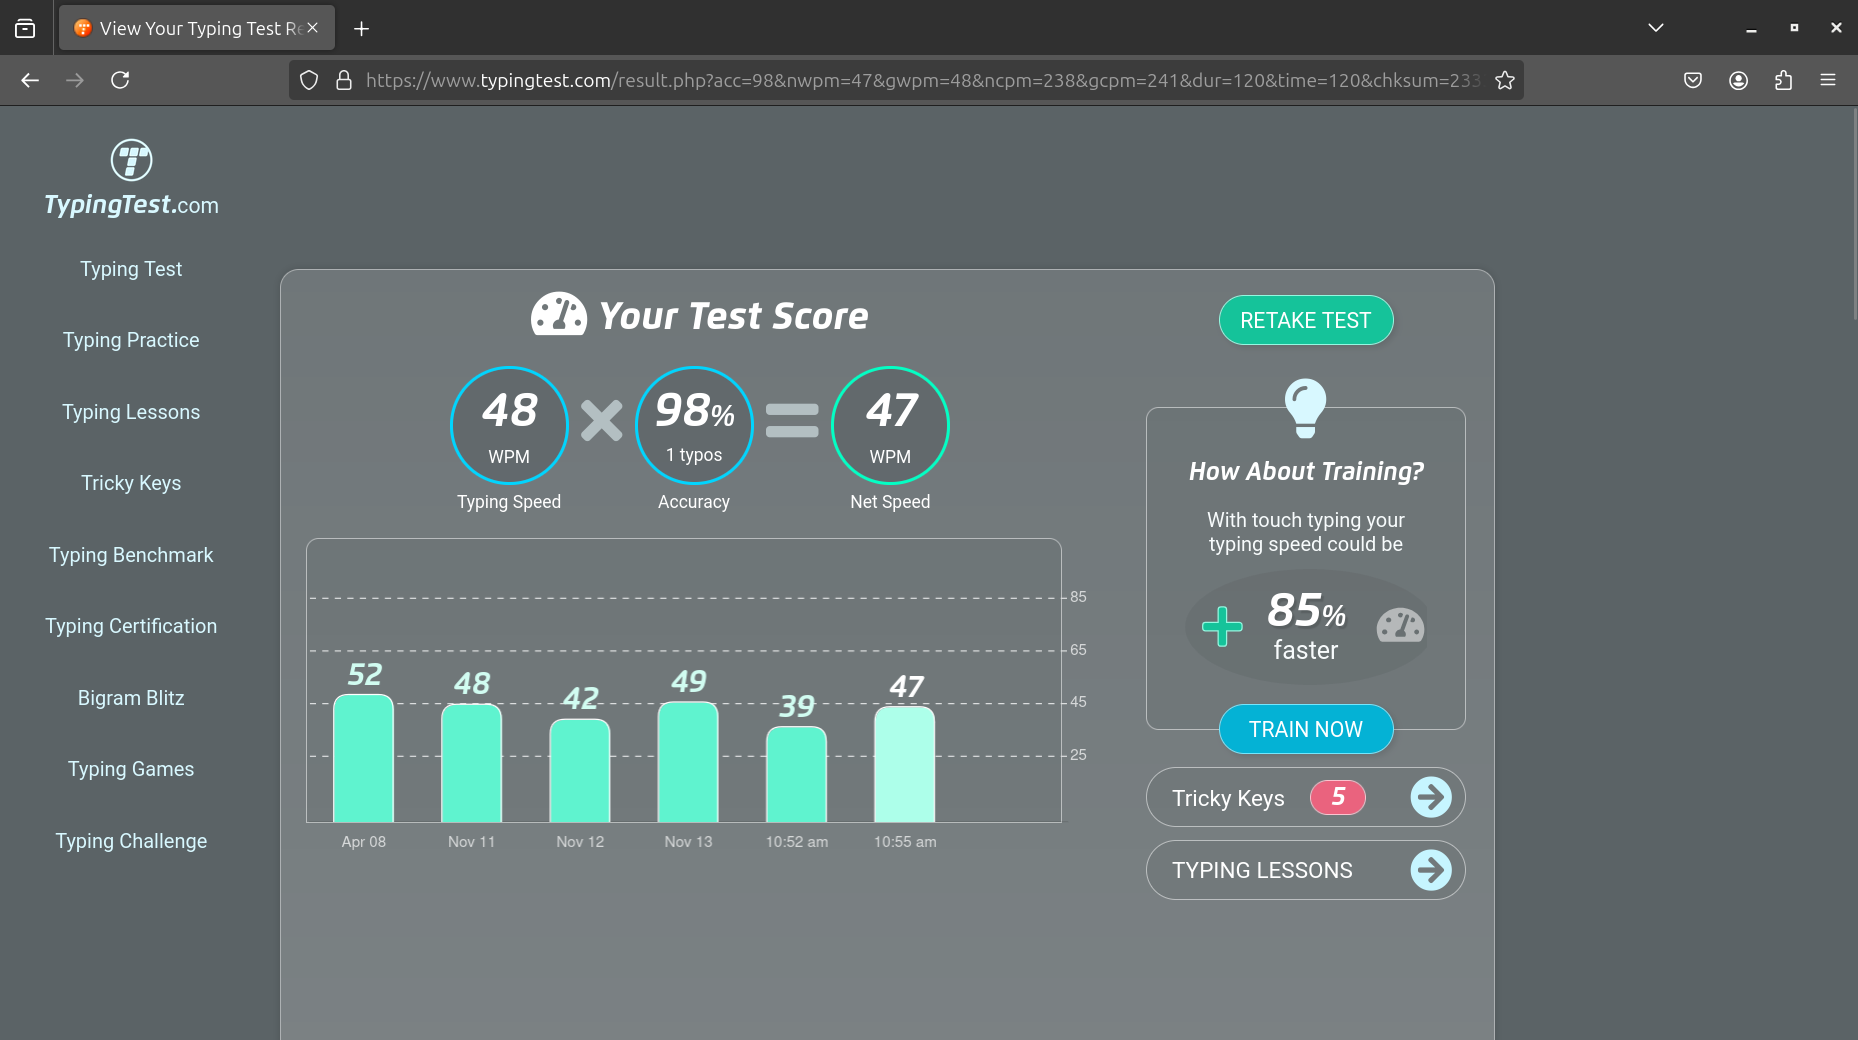 View Your Typing Test Re
https://www.typingtest.com/result.php?acc=98&nwpm=47&gwpm=48&ncpm=238&gcpm=241&dur=120&time=120&chksum=233
TypingTest.com
Typing Test
Typing Practice
Typing Lessons
Tricky Keys
Typing Benchmark
Typing Certification
Bigram Blitz
Typing Games
Typing Challenge
Your Test Score
48
WPM
Typing Speed
98%
1 typos
Accuracy
47
WPM
Net Speed
85
65
45
25
52
48
42
49
39
47
Apr 08
Nov 11
Nov 12
Nov 13
10:52 am
10:55 am
RETAKE TEST
How About Training?
With touch typing your
typing speed could be
85%
faster
TRAIN NOW
Tricky Keys 5
TYPING LESSONS